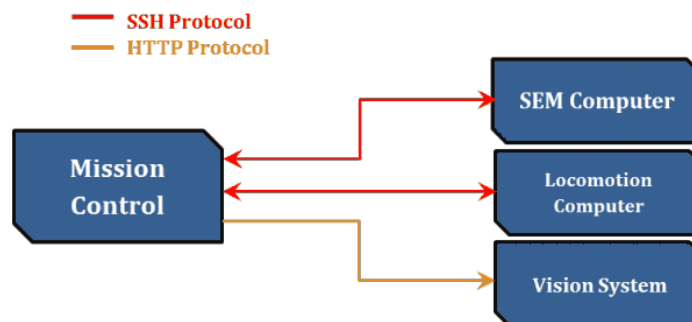 SSH Protocol
HTTP Protocol
SEM Computer
Mission
Control
Locomotion
Computer
Vision System